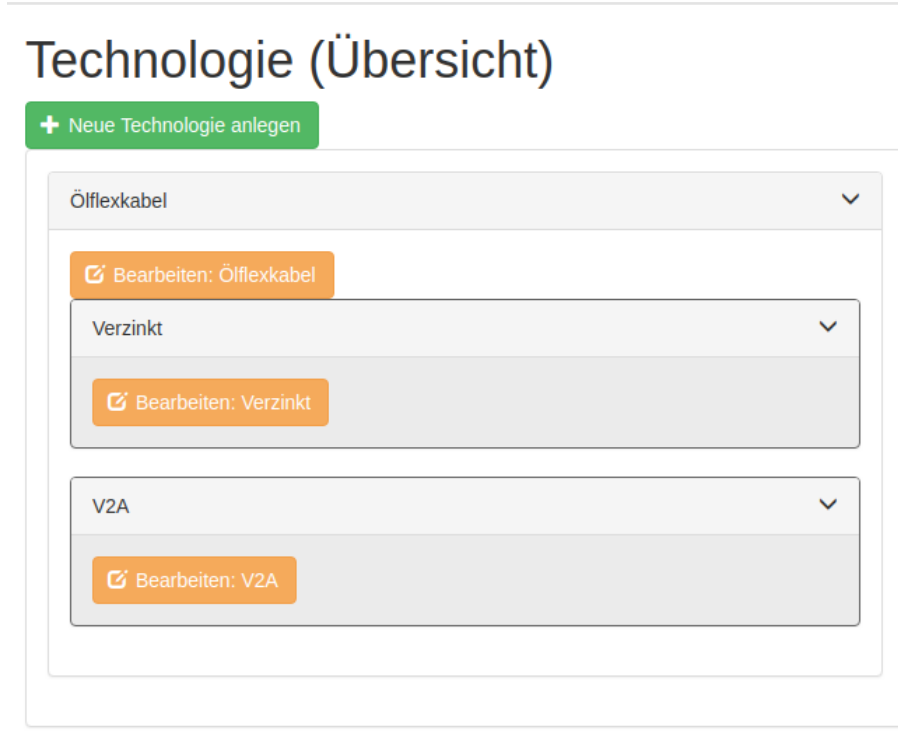 Technologie (Übersicht)
Neue Technologie anlegen
Ölflexkabel
Bearbeiten: Ölflexkabel
Verzinkt
Bearbeiten: Verzinkt
V2A
Bearbeiten: V2A